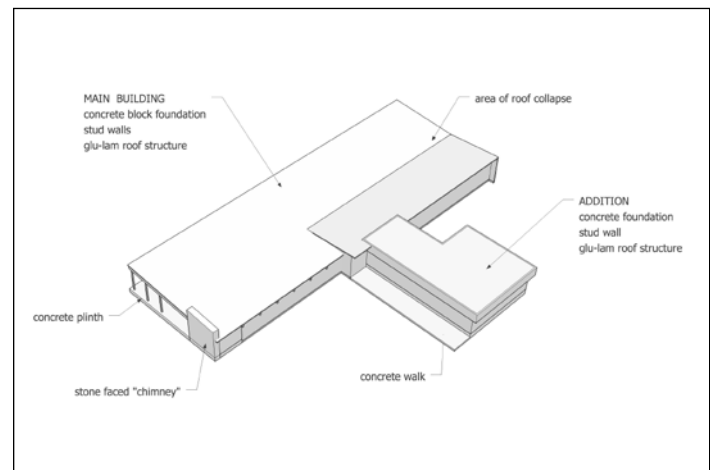 MAIN BUILDING
concrete block foundation
stud walls
glu-lam roof structure
area of roof collapse
ADDITION
concrete foundation
stud wall
glu-lam roof structure
concrete plinth
stone faced "chimney"
concrete walk